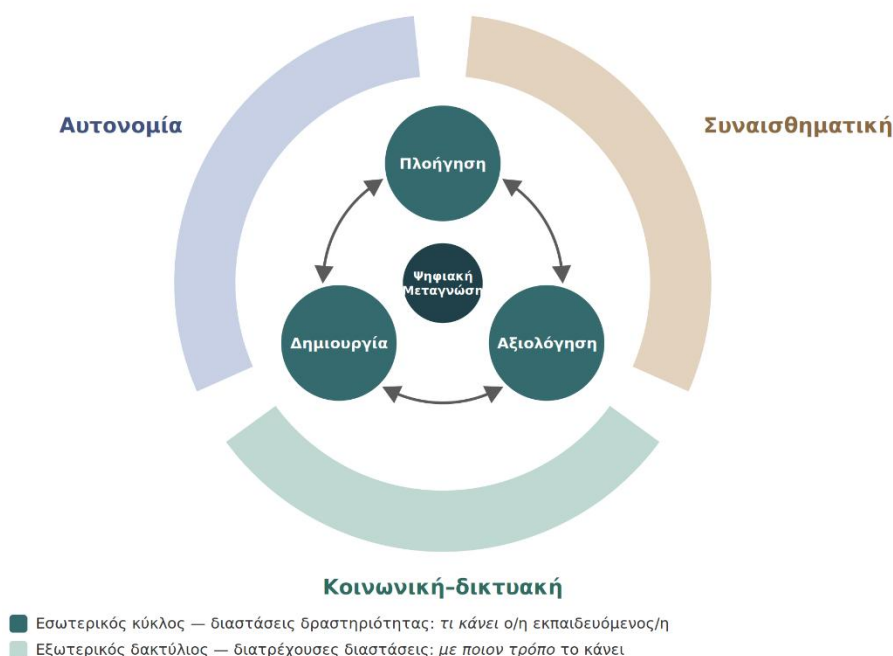 Αυτονομία
Συναισθηματική
Πλοήγηση
Ψηφιακή
Μεταγνώση
Δημιουργία
Αξιολόγηση
Κοινωνική–δικτυακή
Εσωτερικός κύκλος — διαστάσεις δραστηριότητας: τι κάνει ο/η εκπαιδευόμενος/η
Εξωτερικός δακτύλιος — διατρέχουσες διαστάσεις: με ποιον τρόπο το κάνει